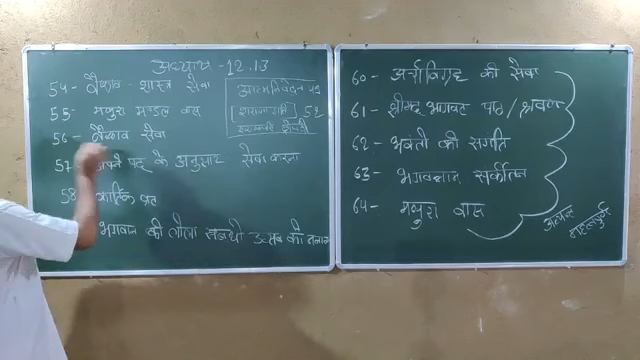 अध्याय - 12.13
54 - वैष्णव - शास्त्र सेवा
55 - मथुरा मण्डल वास
56 - वैष्णव सेवा
57 - अपने पद के अनुसार सेवा करना
58 कार्तिक व्रत
भगवान की लीला संबंधी उत्सव को मनाना
आत्मनिवेदन
शरणागति 52
60 - अर्चाविग्रह की सेवा
61 - श्रीमद् भागवत पाठ / श्रवण
62 - भक्तों की संगति
63 - भगवन्नाम संकीर्तन
64 - मथुरा वास
अत्यन्त
महत्वपूर्ण